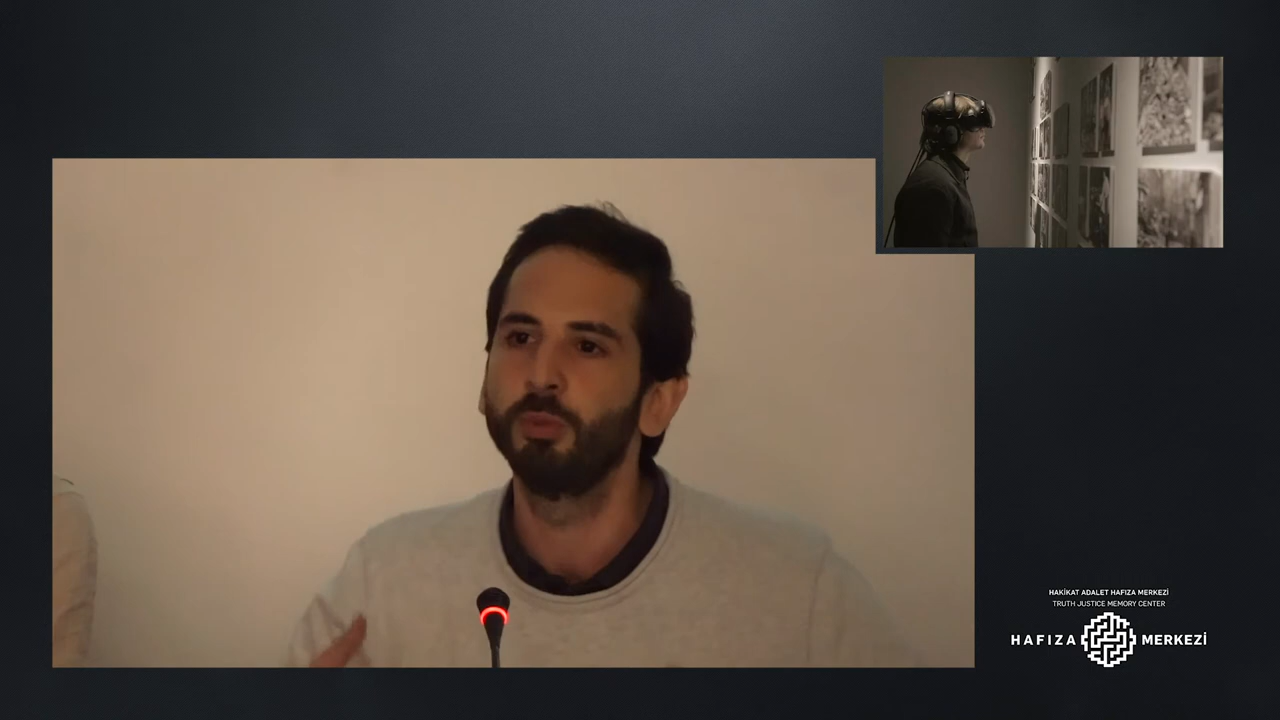 HAKİKAT ADALET HAFIZA MERKEZİ
TRUTH JUSTICE MEMORY CENTER
HAFIZA MERKEZİ